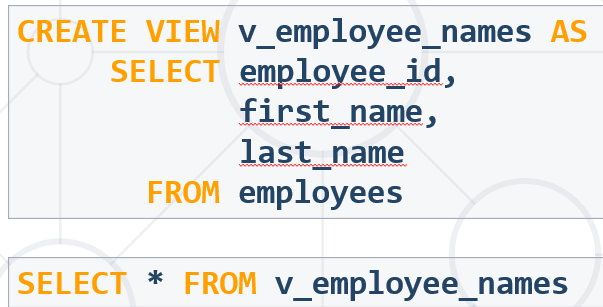 CREATE VIEW v_employee_names AS
SELECT employee_id,
first_name,
last_name
FROM employees
SELECT * FROM v_employee_names